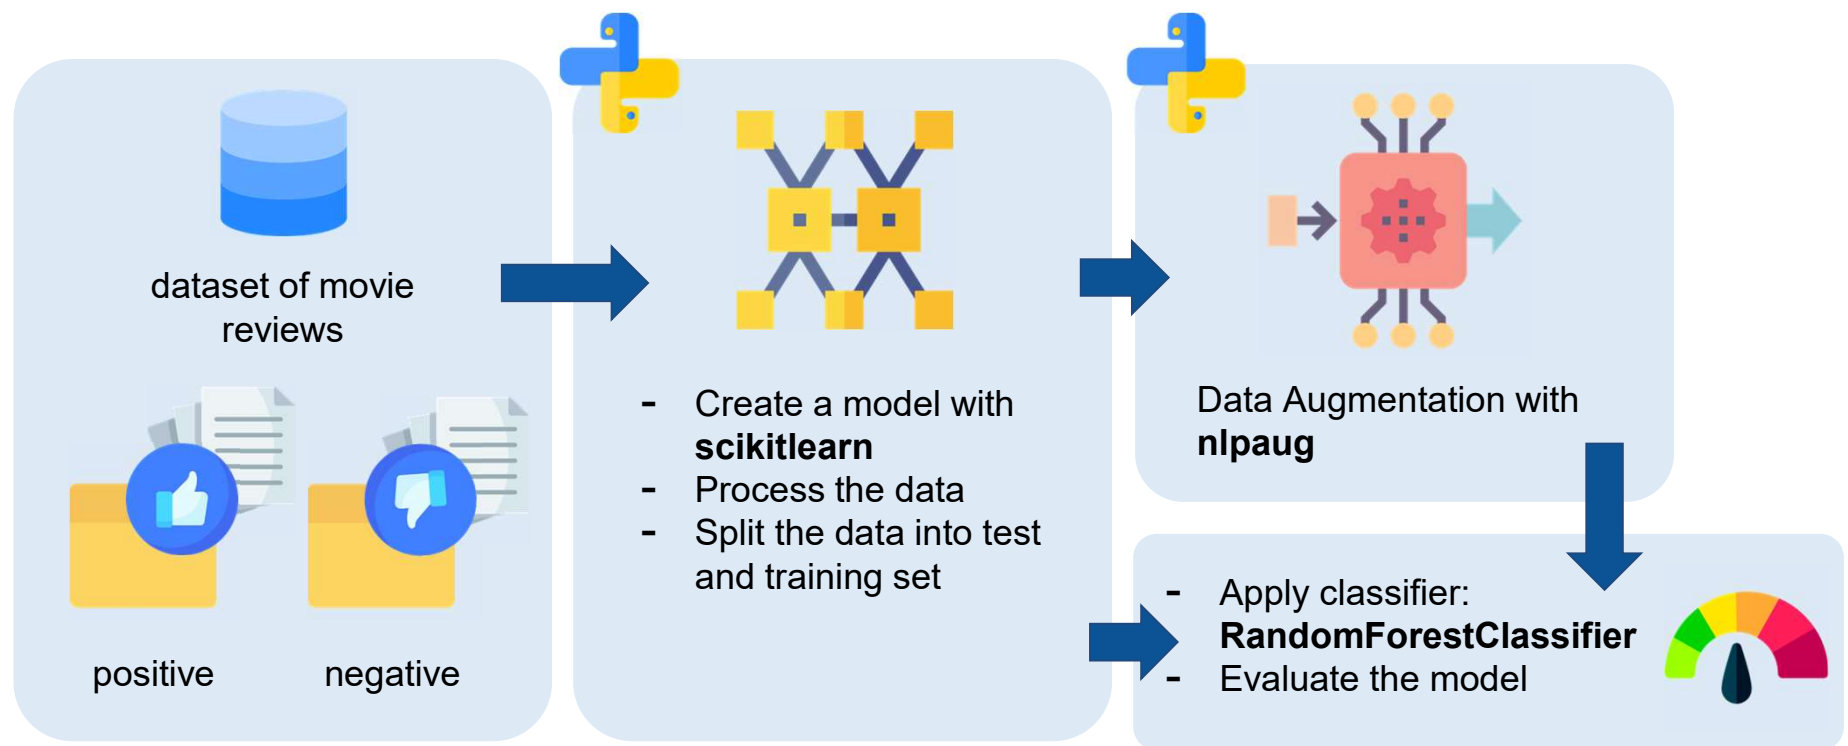 dataset of movie
reviews
positive
negative
- Create a model with
scikitlearn
- Process the data
- Split the data into test
and training set
Data Augmentation with
nlpaug
- Apply classifier:
RandomForestClassifier
- Evaluate the model